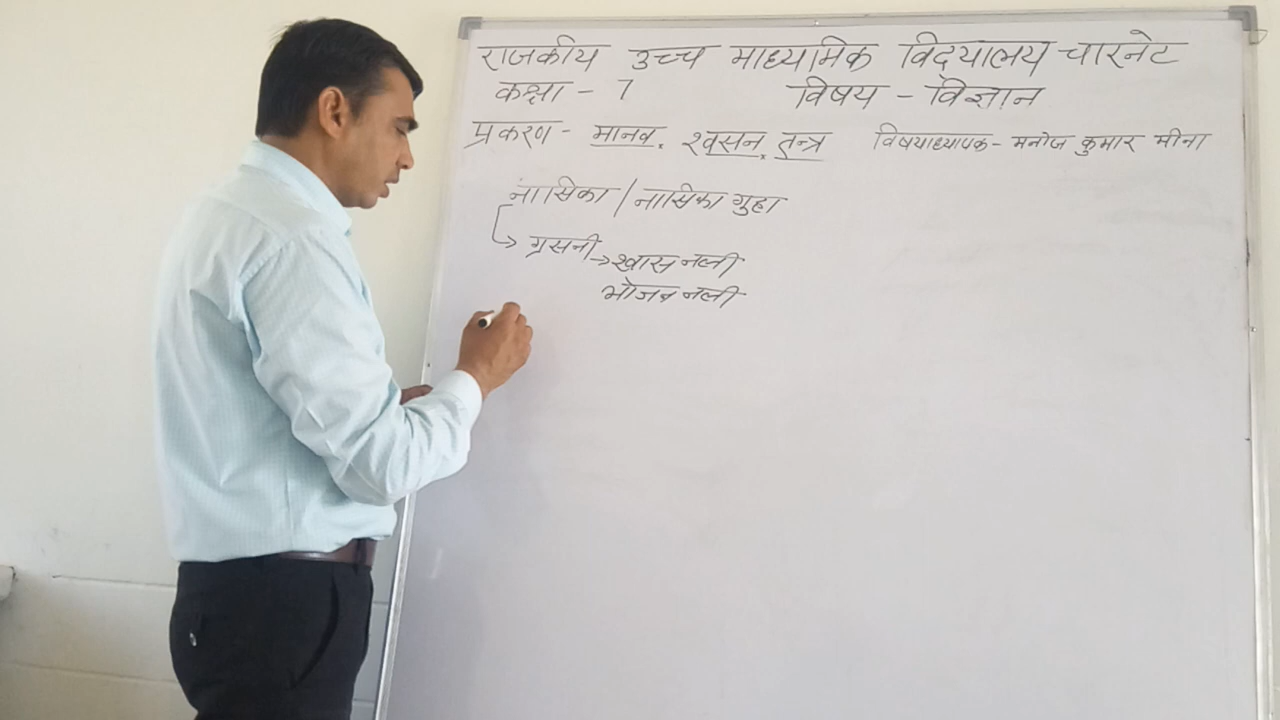 राजकीय उच्च माध्यमिक विद्यालय चारनेट
कक्षा - 7 विषय - विज्ञान
प्रकरण - मानव श्वसन तन्त्र विषयाध्यापक - मनोज कुमार मीना
नासिका / नासिका गुहा
→ ग्रसनी → श्वास नली
भोजन नली